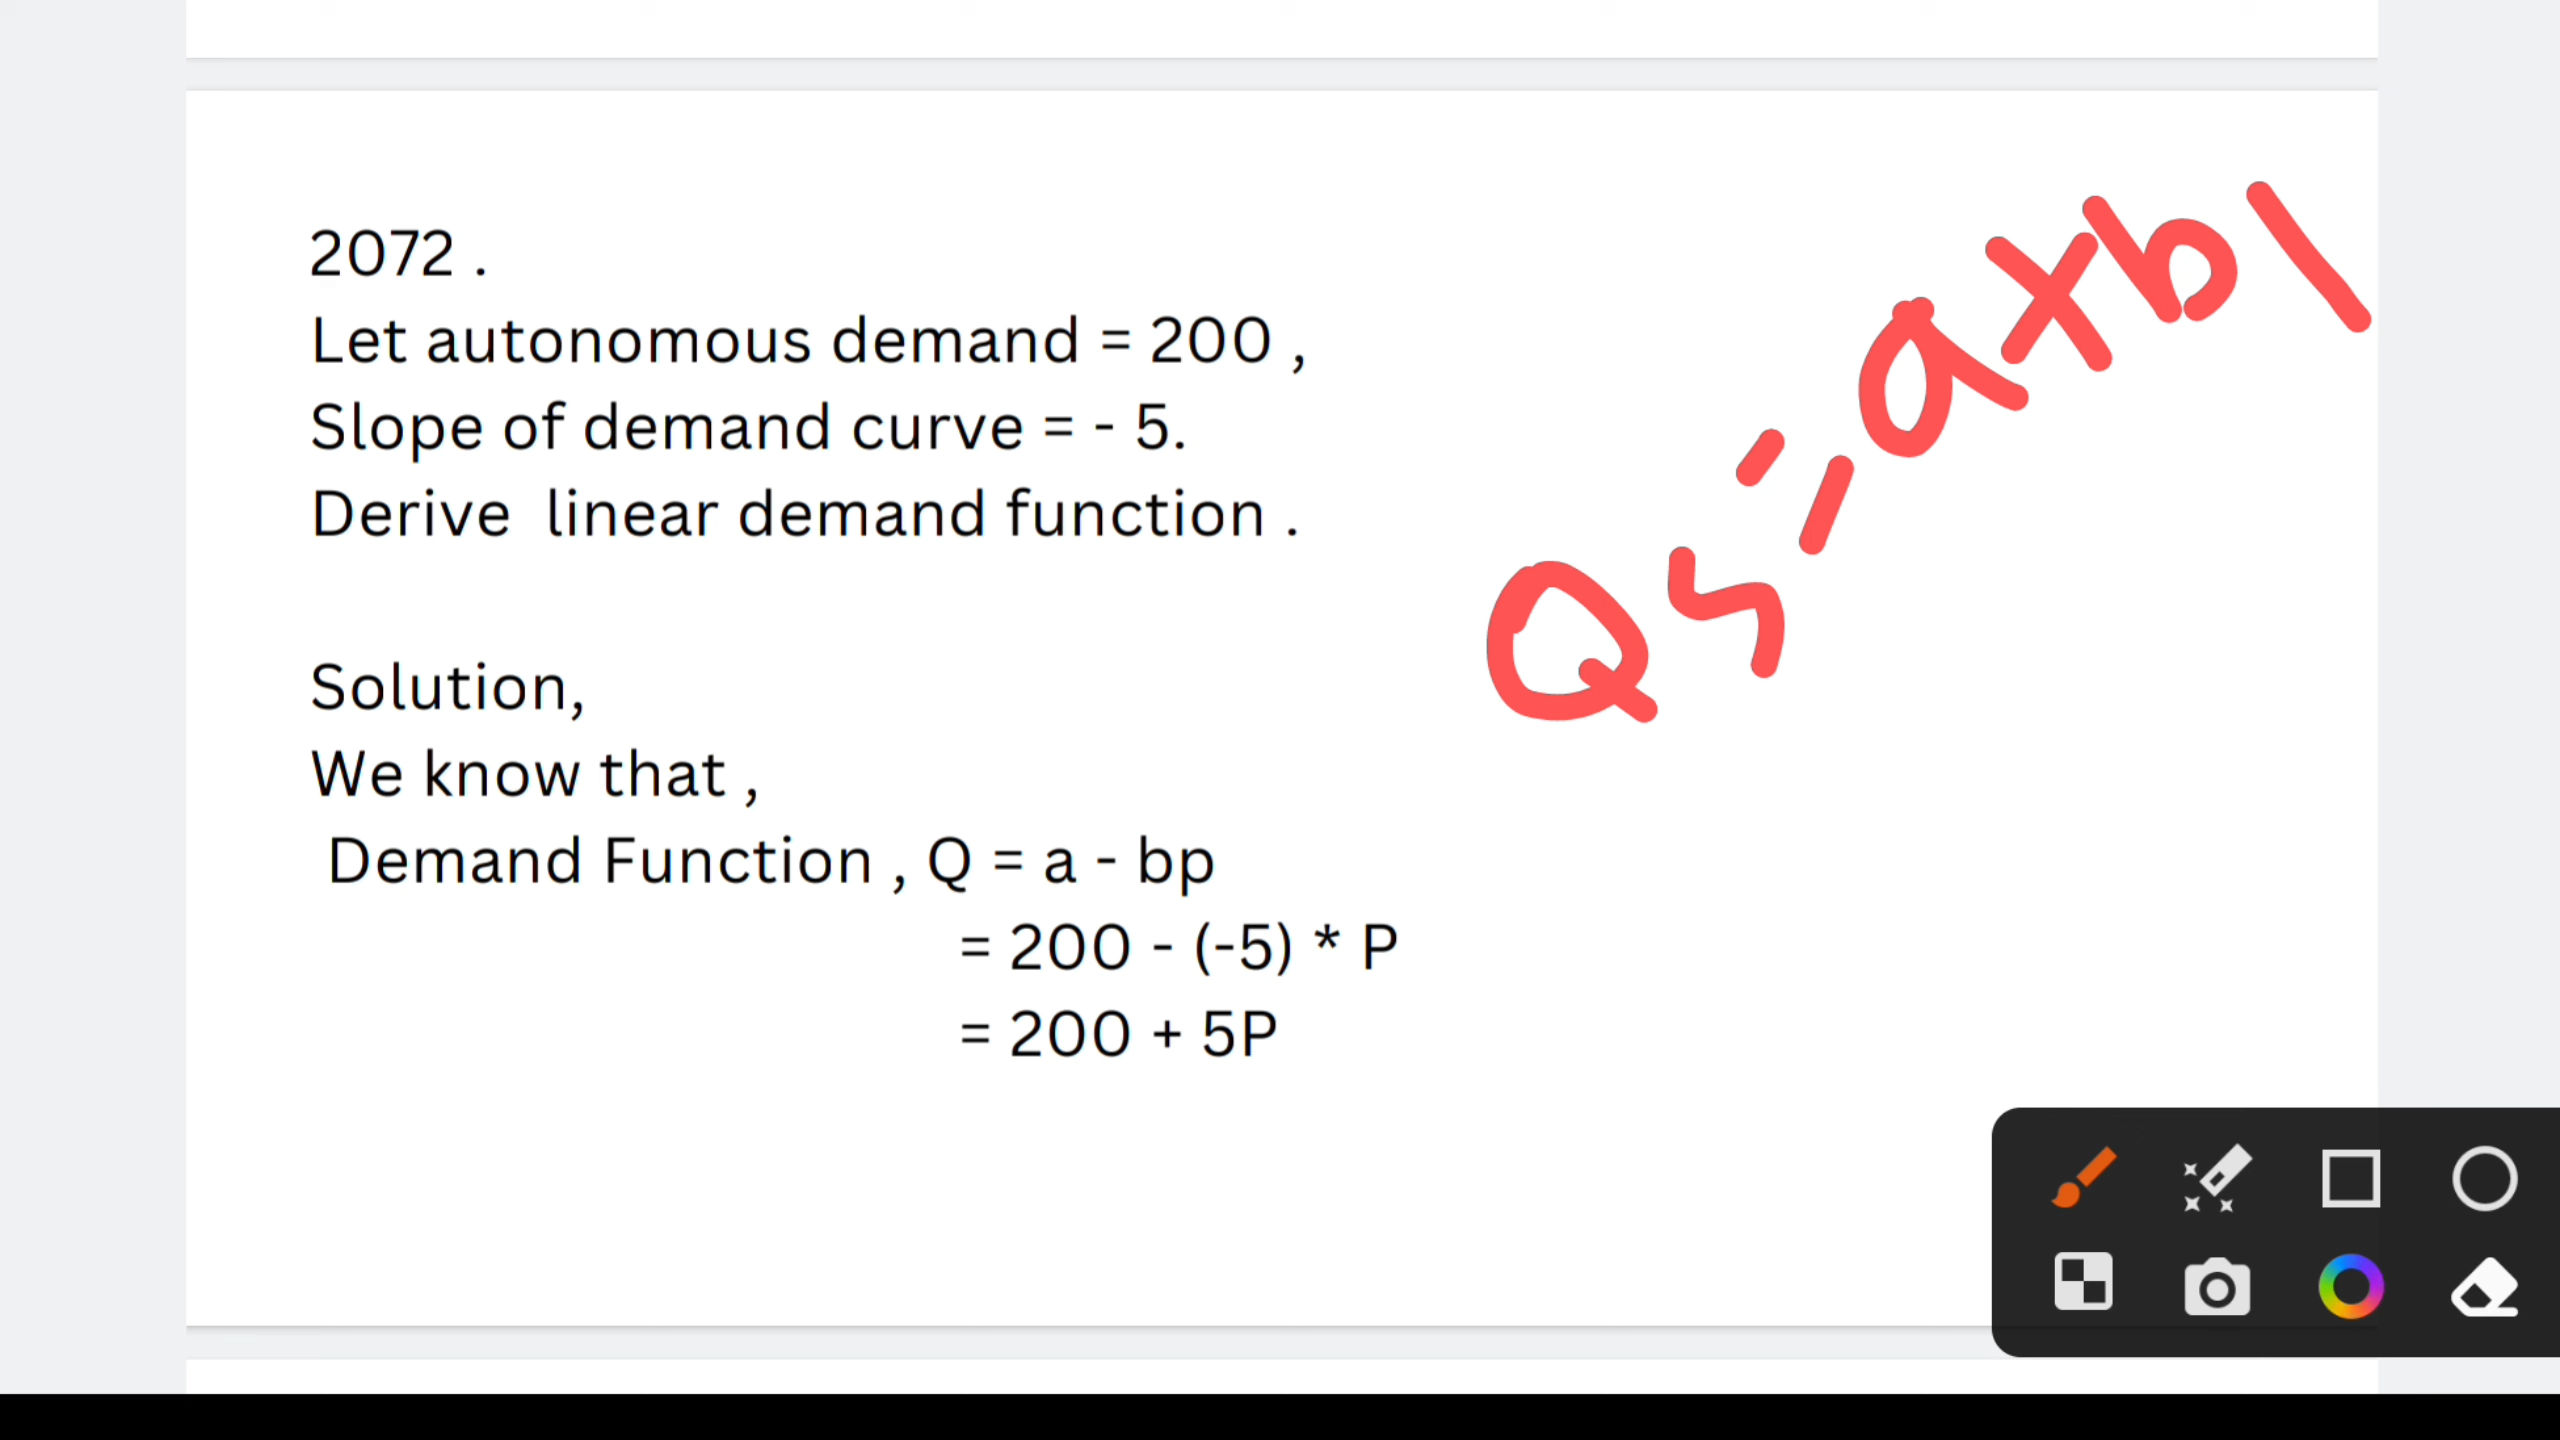 2072 .
Let autonomous demand = 200 ,
Slope of demand curve = - 5.
Derive linear demand function .
Solution,
We know that ,
Demand Function , Q = a - bp
= 200 - (-5) * P
= 200 + 5P
Qs = a + b